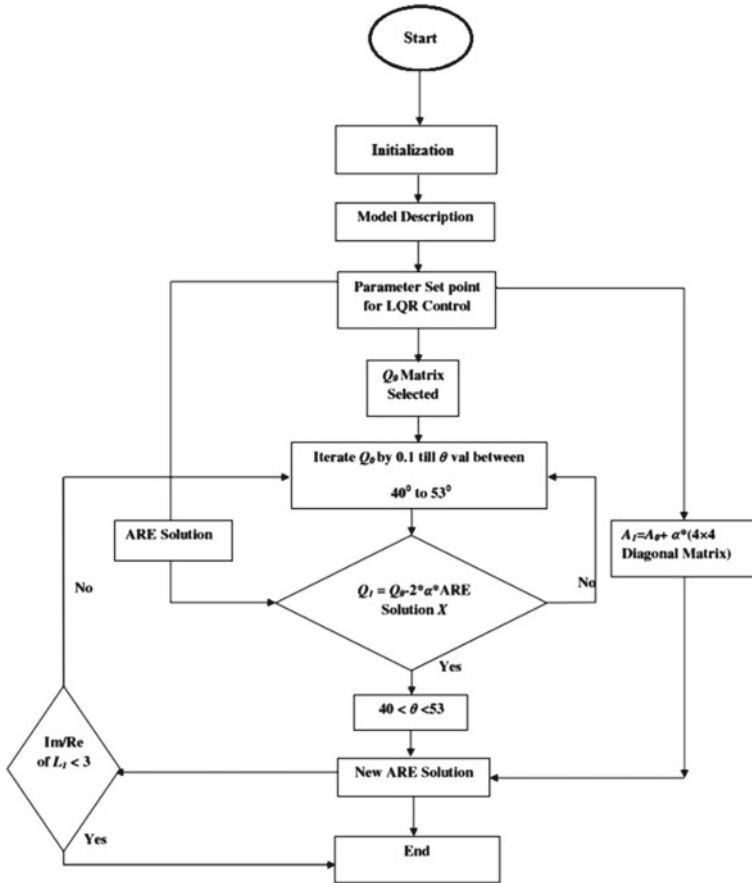 Start
Initialization
Model Description
Parameter Set point
for LQR Control
Q₀ Matrix
Selected
Iterate Q₀ by 0.1 till θ val between
40⁰ to 53⁰
ARE Solution
A₁=A₀+ α*(4×4
Diagonal Matrix)
No
Q₁ = Q₀-2*α*ARE
Solution X
No
Yes
40 < θ <53
Im/Re
of L₁ < 3
New ARE Solution
Yes
End